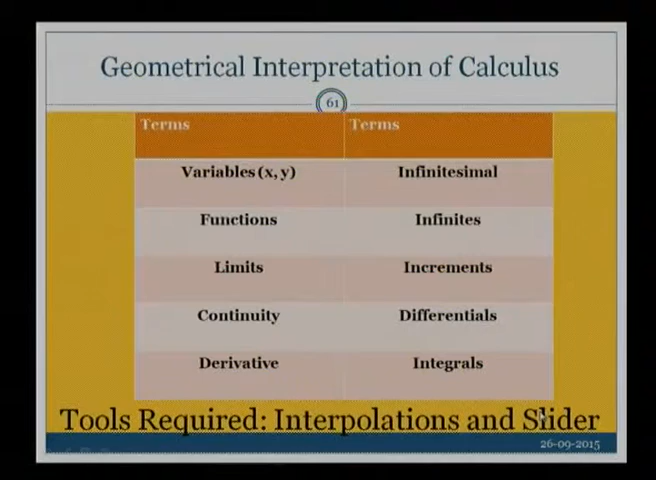 Geometrical Interpretation of Calculus
61
Terms Terms
Variables (x, y) Infinitesimal
Functions Infinites
Limits Increments
Continuity Differentials
Derivative Integrals
Tools Required: Interpolations and Slider
26-09-2015